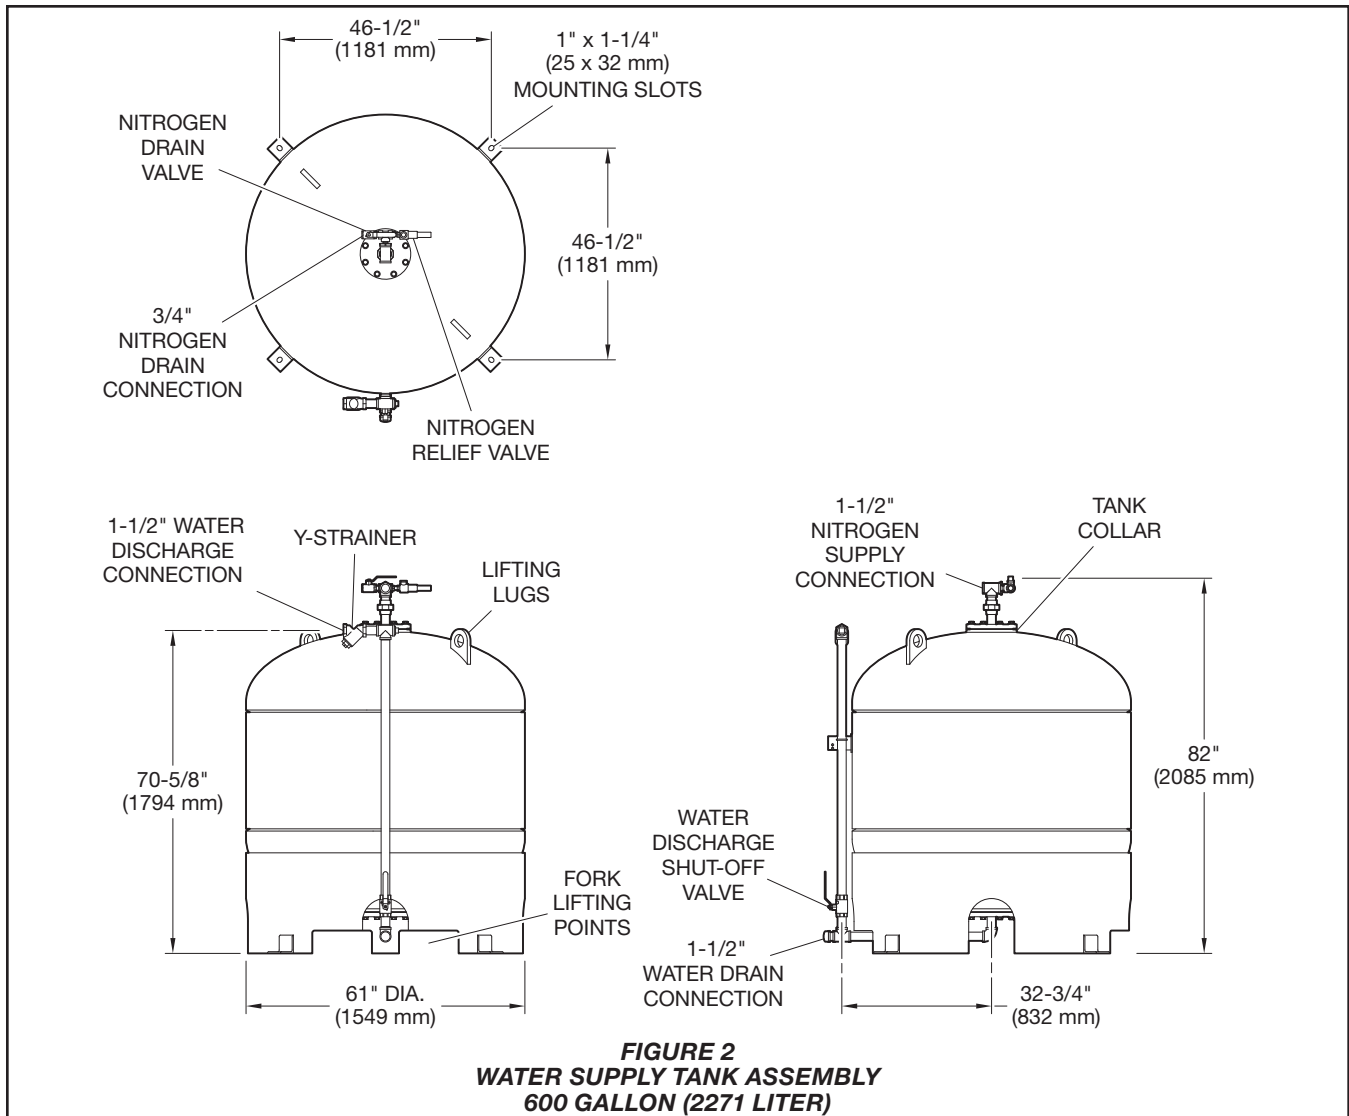 46-1/2"
(1181 mm)
1" x 1-1/4"
(25 x 32 mm)
MOUNTING SLOTS
NITROGEN
DRAIN
VALVE
46-1/2"
(1181 mm)
3/4"
NITROGEN
DRAIN
CONNECTION
NITROGEN
RELIEF VALVE
1-1/2" WATER
DISCHARGE
CONNECTION
Y-STRAINER
LIFTING
LUGS
1-1/2"
NITROGEN
SUPPLY
CONNECTION
TANK
COLLAR
70-5/8"
(1794 mm)
82"
(2085 mm)
WATER
DISCHARGE
SHUT-OFF
VALVE
FORK
LIFTING
POINTS
1-1/2"
WATER DRAIN
CONNECTION
61" DIA.
(1549 mm)
32-3/4"
(832 mm)
FIGURE 2
WATER SUPPLY TANK ASSEMBLY
600 GALLON (2271 LITER)